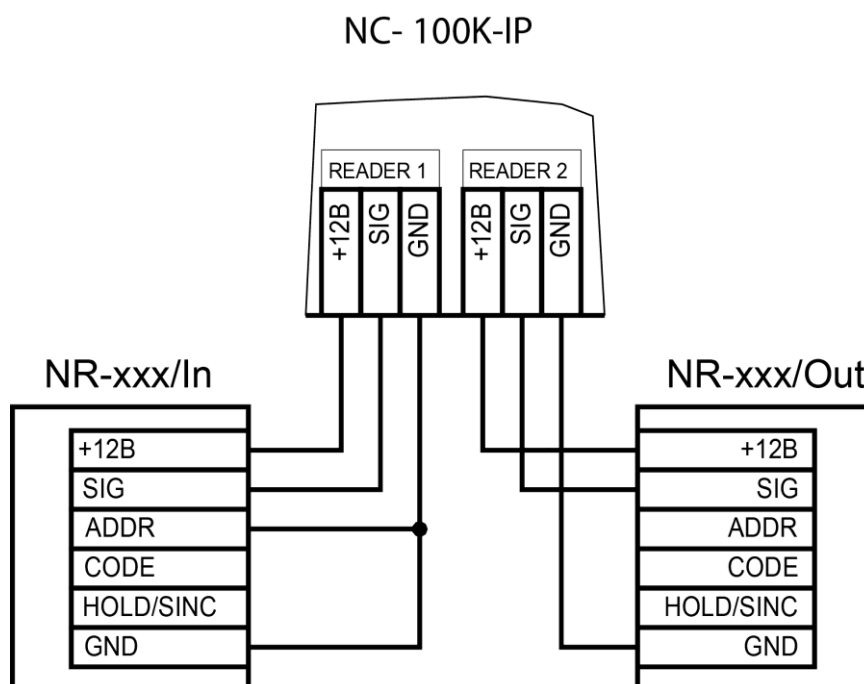 NC- 100K-IP
READER 1
READER 2
+12B
SIG
GND
+12B
SIG
GND
NR-xxx/In
+12B
SIG
ADDR
CODE
HOLD/SINC
GND
NR-xxx/Out
+12B
SIG
ADDR
CODE
HOLD/SINC
GND